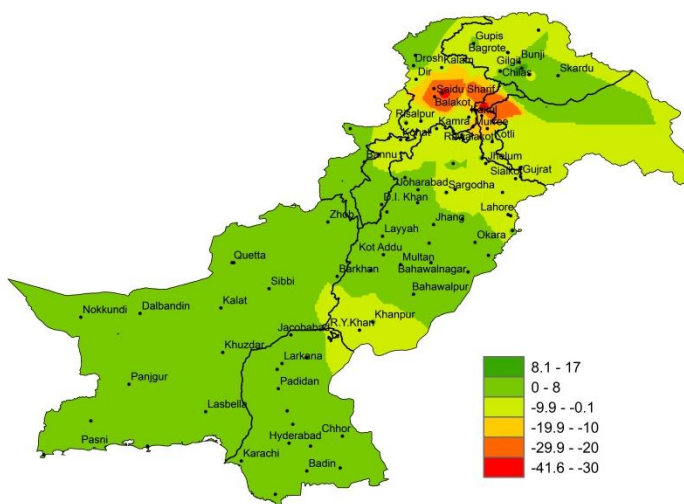 Gupis
Bagrote
Bunji
Drosh
Kalam
Gilgit
Dir
Chilas
Skardu
Saidu Sharif
Balakot
Risalpur
Kamra
Murree
Kohat
Rawalakot
Kotli
Bannu
Jhelum
Sialkot
Gujrat
Joharabad
Sargodha
D.I. Khan
Lahore
Zhob
Jhang
Layyah
Okara
Quetta
Kot Addu
Multan
Barkhan
Bahawalnagar
Sibbi
Bahawalpur
Nokkundi
Dalbandin
Kalat
R.Y.Khan
Khanpur
Jacobabad
Khuzdar
Larkana
Panjgur
Padidan
Lasbella
Chhor
Pasni
Hyderabad
Karachi
Badin
8.1 - 17
0 - 8
-9.9 - -0.1
-19.9 - -10
-29.9 - -20
-41.6 - -30